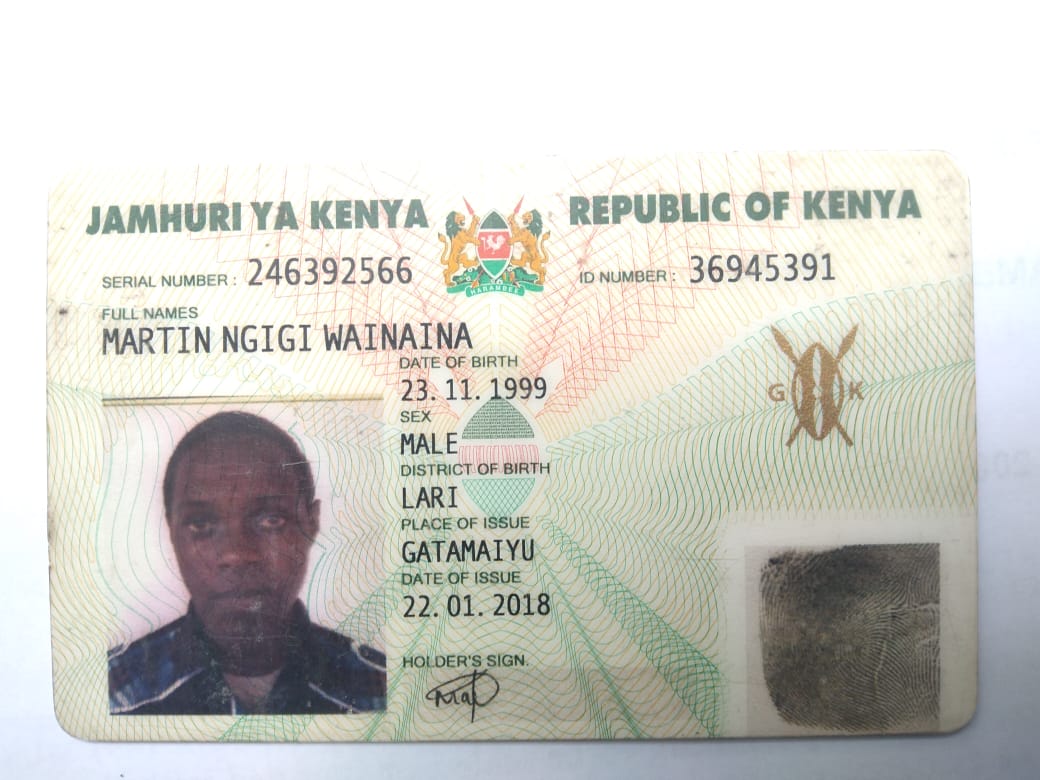 JAMHURI YA KENYA REPUBLIC OF KENYA
SERIAL NUMBER : 246392566 ID NUMBER : 36945391
FULL NAMES
MARTIN NGIGI WAINAINA
DATE OF BIRTH
23. 11. 1999
SEX
MALE
DISTRICT OF BIRTH
LARI
PLACE OF ISSUE
GATAMAIYU
DATE OF ISSUE
22. 01. 2018
HOLDER'S SIGN.
HARAMBEE
G K